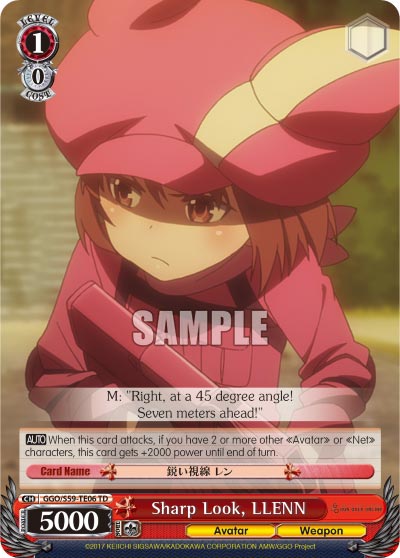 LEVEL
1
0
COST
SAMPLE
M: "Right, at a 45 degree angle!
Seven meters ahead!"
AUTO When this card attacks, if you have 2 or more other «Avatar» or «Net»
characters, this card gets +2000 power until end of turn.
Card Name
鋭い視線 レン
CH GGO/S59-TE06 TD
5000
Sharp Look, LLENN
Avatar
Weapon
©2017 KEIICHI SIGSAWA/KADOKAWA CORPORATION AMW/GGO Project